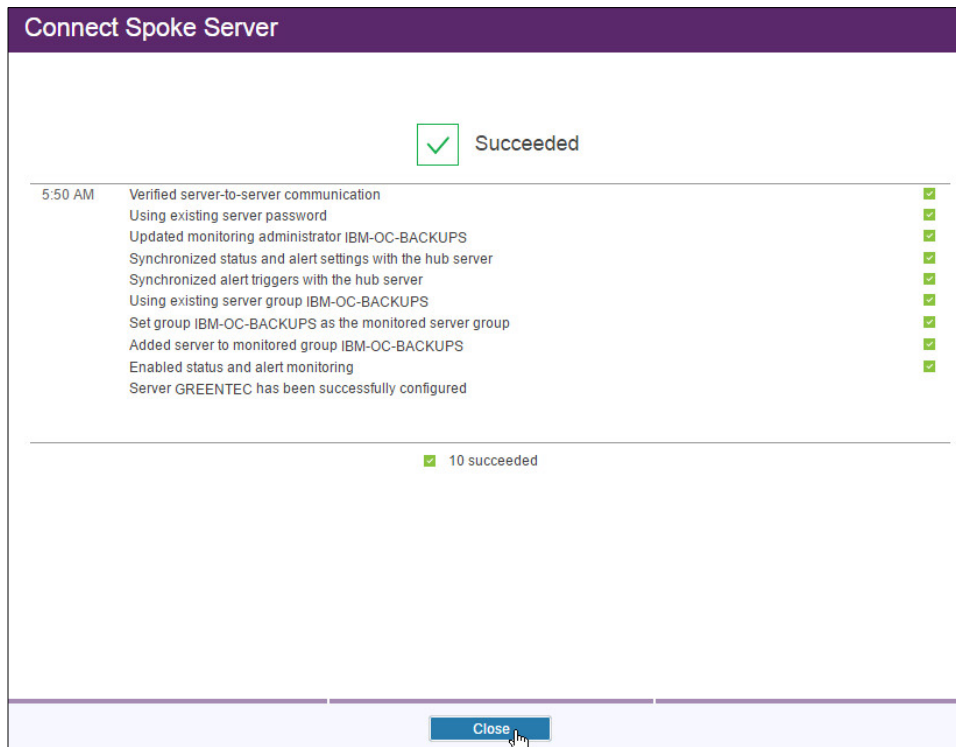 Connect Spoke Server
Succeeded
5:50 AM Verified server-to-server communication
Using existing server password
Updated monitoring administrator IBM-OC-BACKUPS
Synchronized status and alert settings with the hub server
Synchronized alert triggers with the hub server
Using existing server group IBM-OC-BACKUPS
Set group IBM-OC-BACKUPS as the monitored server group
Added server to monitored group IBM-OC-BACKUPS
Enabled status and alert monitoring
Server GREENTEC has been successfully configured
10 succeeded
Close